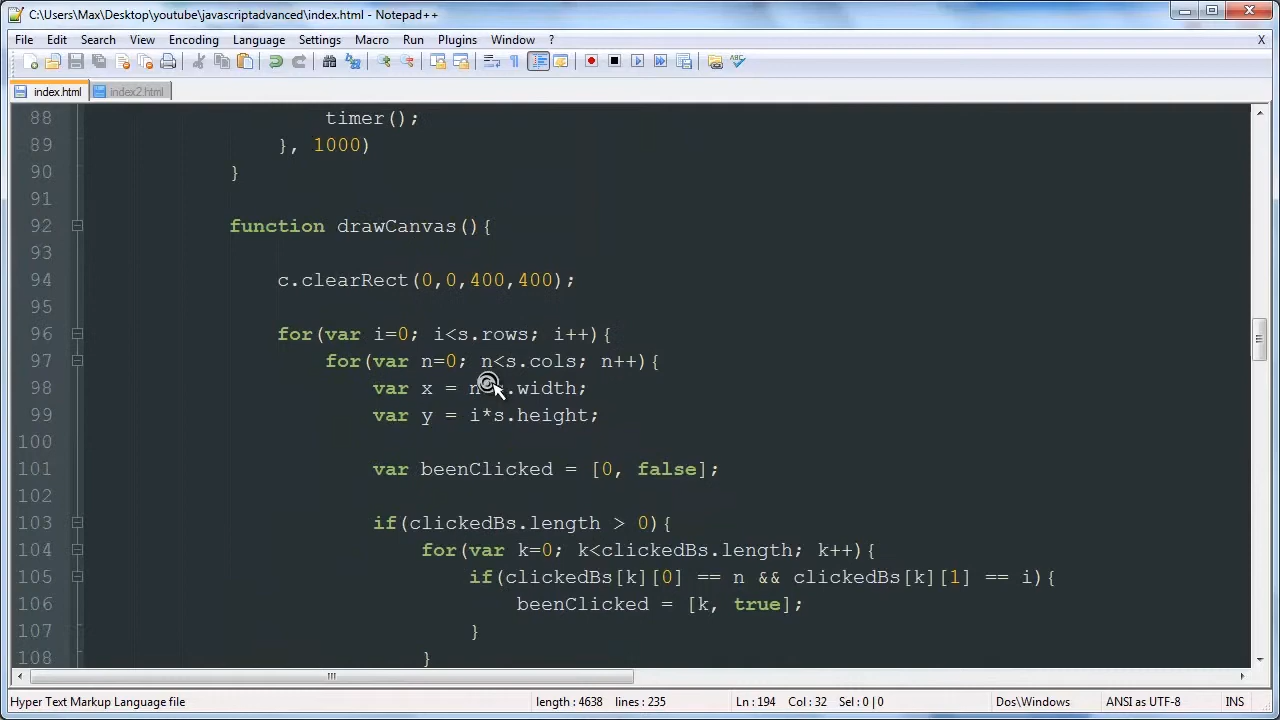 C:\Users\Max\Desktop\youtube\javascriptadvanced\index.html - Notepad++
File Edit Search View Encoding Language Settings Macro Run Plugins Window ? X
index.html index2.html
88 timer();
89 }, 1000)
90 }
91
92 function drawCanvas(){
93
94 c.clearRect(0,0,400,400);
95
96 for(var i=0; i<s.rows; i++){
97 for(var n=0; n<s.cols; n++){
98 var x = n .width;
99 var y = i*s.height;
100
101 var beenClicked = [0, false];
102
103 if(clickedBs.length > 0){
104 for(var k=0; k<clickedBs.length; k++){
105 if(clickedBs[k][0] == n && clickedBs[k][1] == i){
106 beenClicked = [k, true];
107 }
108 }
Hyper Text Markup Language file length : 4638 lines : 235 Ln : 194 Col : 32 Sel : 0 | 0 Dos\Windows ANSI as UTF-8 INS